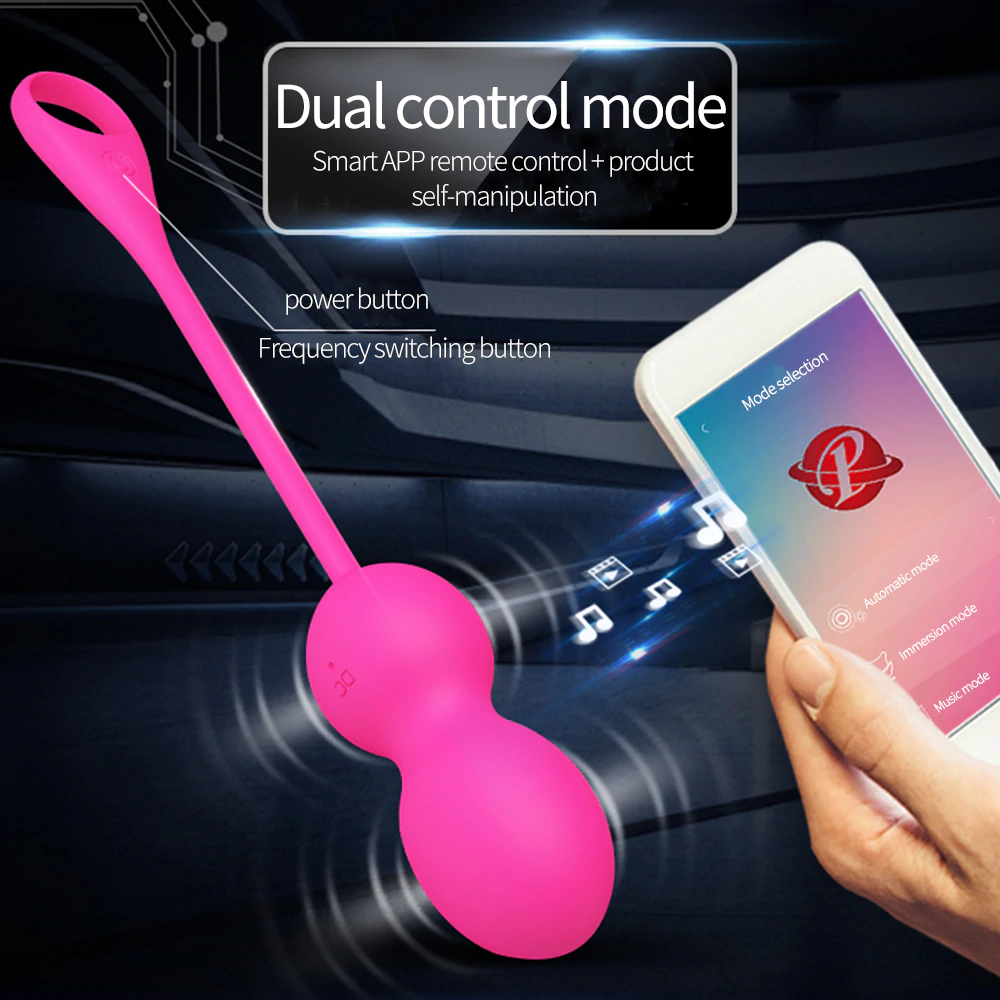 Dual control mode
Smart APP remote control + product
self-manipulation
power button
Frequency switching button
Mode selection
P
Automatic mode
Immersion mode
Music mode
DC